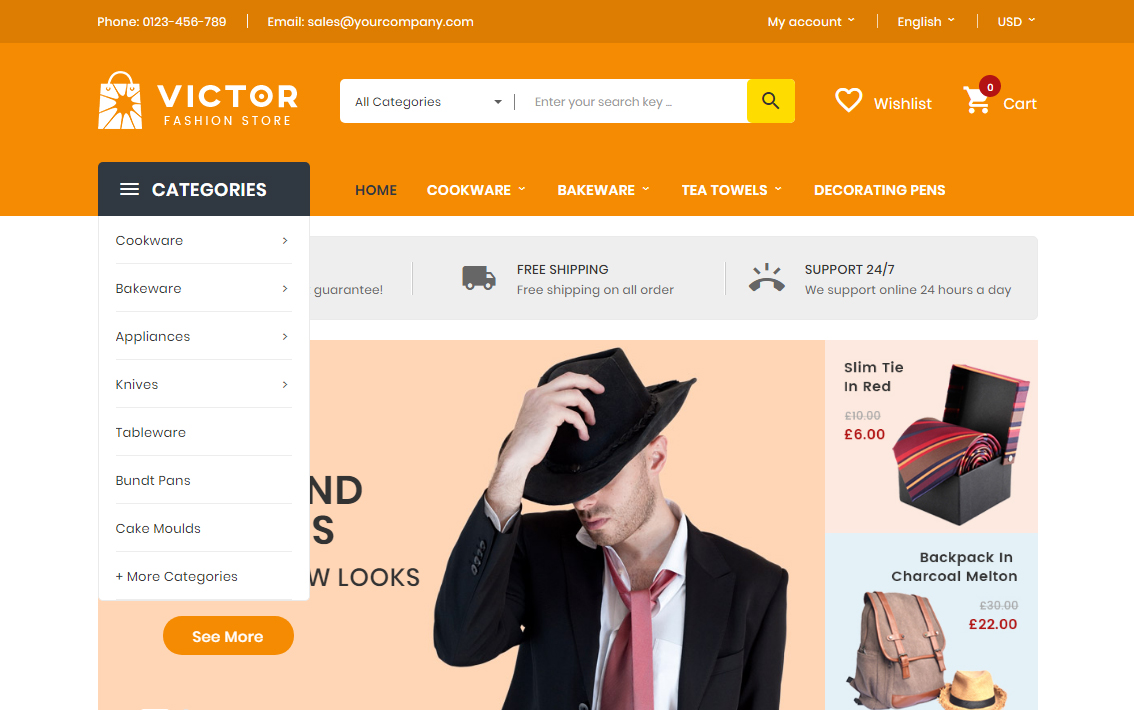 Phone: 0123-456-789
Email: sales@yourcompany.com
My account
English
USD
VICTOR
FASHION STORE
All Categories
Enter your search key ...
Wishlist
0
Cart
CATEGORIES
HOME
COOKWARE
BAKEWARE
TEA TOWELS
DECORATING PENS
Cookware
Bakeware
Appliances
Knives
Tableware
Bundt Pans
Cake Moulds
+ More Categories
guarantee!
FREE SHIPPING
Free shipping on all order
SUPPORT 24/7
We support online 24 hours a day
ND
S
W LOOKS
See More
Slim Tie
In Red
£10.00
£6.00
Backpack In
Charcoal Melton
£30.00
£22.00